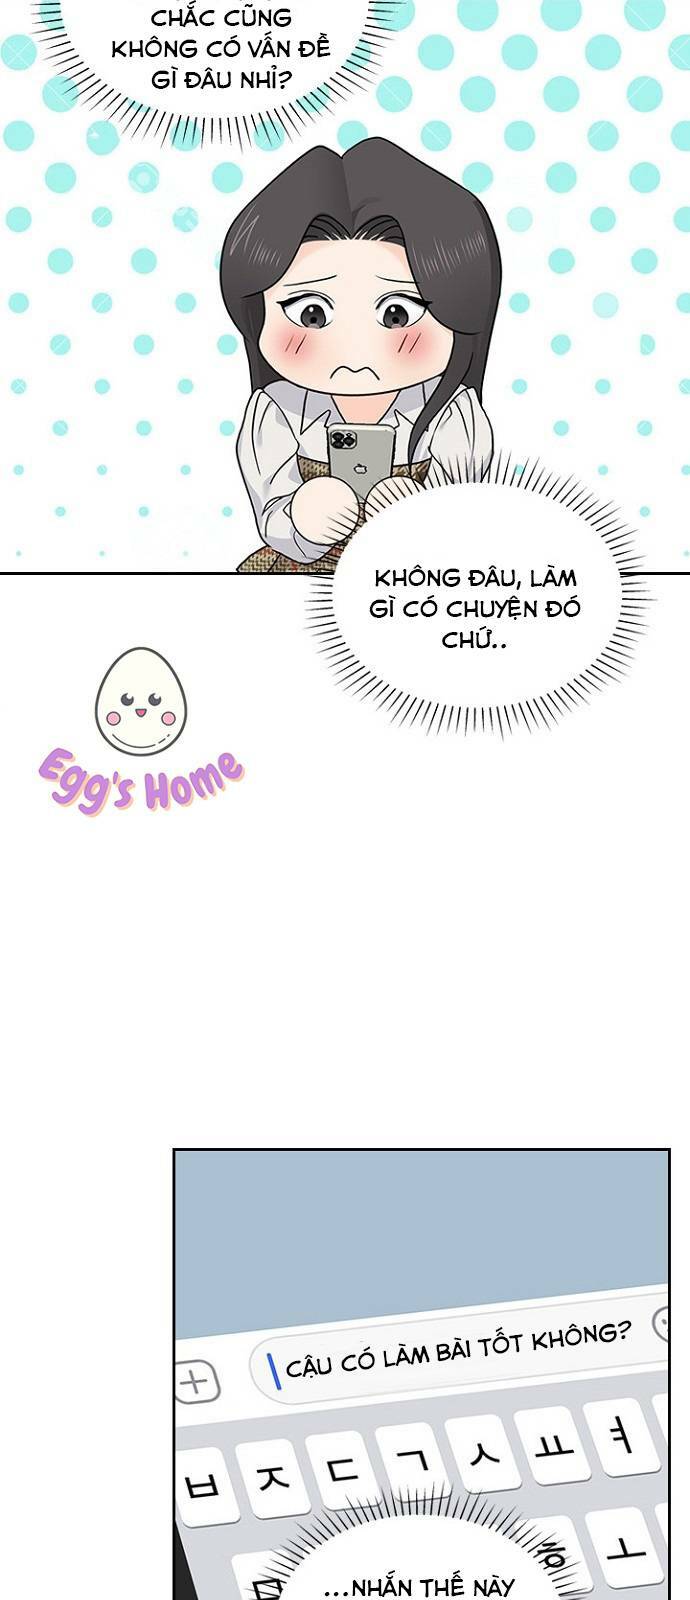 CHẮC CŨNG
KHÔNG CÓ VẤN ĐỀ
GÌ ĐÂU NHỈ?
KHÔNG ĐÂU, LÀM
GÌ CÓ CHUYỆN ĐÓ
CHỨ..
Egg's Home
CẬU CÓ LÀM BÀI TỐT KHÔNG?
ㅂ ㅈ ㄷ ㄱ ㅅ ㅛ ㅕ
ㅁ ㅎ ㅗ
...NHẮN THẾ NÀY